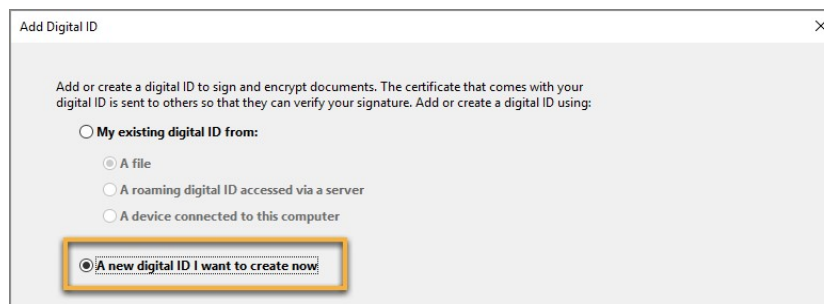 Add Digital ID
Add or create a digital ID to sign and encrypt documents. The certificate that comes with your
digital ID is sent to others so that they can verify your signature. Add or create a digital ID using:
My existing digital ID from:
A file
A roaming digital ID accessed via a server
A device connected to this computer
A new digital ID I want to create now